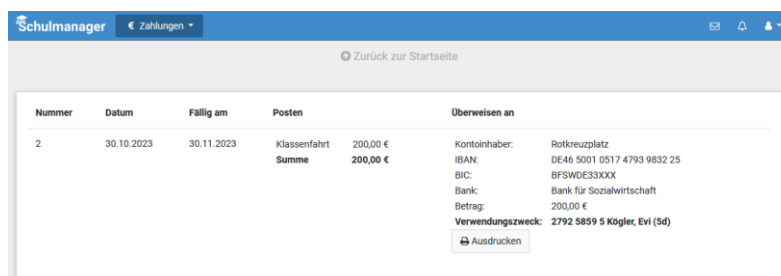 Schulmanager € Zahlungen
Zurück zur Startseite
Nummer Datum Fällig am Posten Überweisen an
2 30.10.2023 30.11.2023 Klassenfahrt 200,00 € Kontoinhaber: Rotkreuzplatz
Summe 200,00 € IBAN: DE46 5001 0517 4793 9832 25
BIC: BFSWDE33XXX
Bank: Bank für Sozialwirtschaft
Betrag: 200,00 €
Verwendungszweck: 2792 5859 5 Kögler, Evi (5d)
Ausdrucken